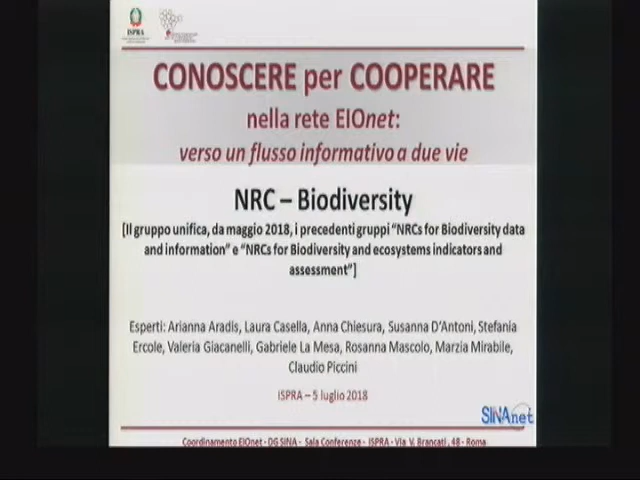 ISPRA
CONOSCERE per COOPERARE
nella rete EIOnet:
verso un flusso informativo a due vie
NRC – Biodiversity
[Il gruppo unifica, da maggio 2018, i precedenti gruppi “NRCs for Biodiversity data
and information” e “NRCs for Biodiversity and ecosystems indicators and
assessment”]
Esperti: Arianna Aradis, Laura Casella, Anna Chiesura, Susanna D’Antoni, Stefania
Ercole, Valeria Giacanelli, Gabriele La Mesa, Rosanna Mascolo, Marzia Mirabile,
Claudio Piccini
ISPRA – 5 luglio 2018
SINAnet
Coordinamento EIOnet - DG SINA - Sala Conferenze - ISPRA - Via V. Brancati, 48 - Roma